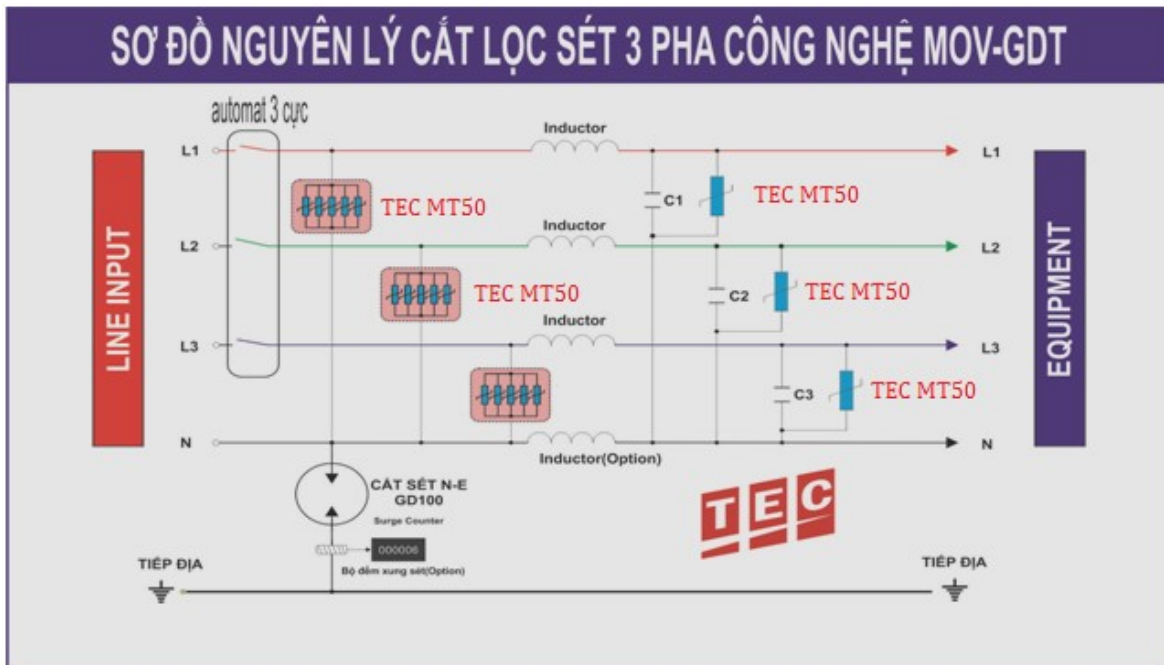 SƠ ĐỒ NGUYÊN LÝ CẮT LỌC SÉT 3 PHA CÔNG NGHỆ MOV-GDT
automat 3 cực
LINE INPUT
L1
Inductor
L1
TEC MT50
C1
TEC MT50
L2
Inductor
L2
TEC MT50
C2
TEC MT50
L3
Inductor
L3
C3
TEC MT50
N
Inductor(Option)
N
EQUIPMENT
CẮT SÉT N-E
GD100
Surge Counter
000006
Bộ đếm xung sét(Option)
TEC
TIẾP ĐỊA
TIẾP ĐỊA